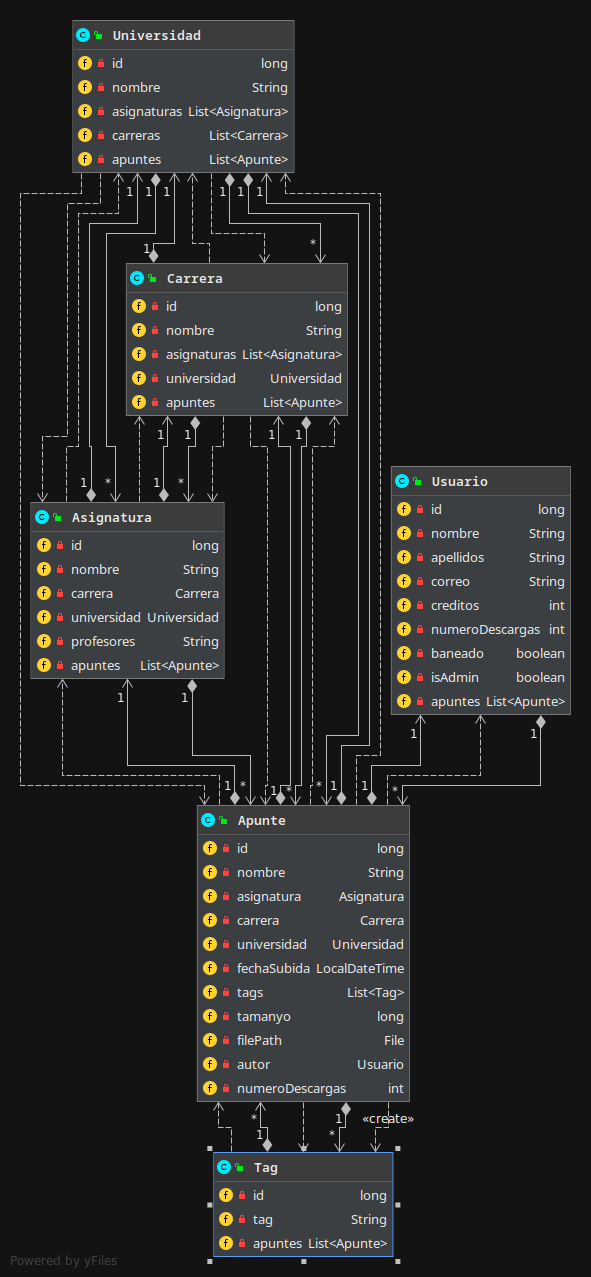 Universidad
id long
nombre String
asignaturas List<Asignatura>
carreras List<Carrera>
apuntes List<Apunte>
1 1 1 1 1 1
1 *
Carrera
id long
nombre String
asignaturas List<Asignatura>
universidad Universidad
apuntes List<Apunte>
1 1 1 1
1 * 1 *
Asignatura
id long
nombre String
carrera Carrera
universidad Universidad
profesores String
apuntes List<Apunte>
1 1
Usuario
id long
nombre String
apellidos String
correo String
creditos int
numeroDescargas int
baneado boolean
isAdmin boolean
apuntes List<Apunte>
1 1
1 * 1 * * 1 1 *
Apunte
id long
nombre String
asignatura Asignatura
carrera Carrera
universidad Universidad
fechaSubida LocalDateTime
tags List<Tag>
tamanyo long
filePath File
autor Usuario
numeroDescargas int
* 1 «create»
1 *
Tag
id long
tag String
apuntes List<Apunte>
Powered by yFiles